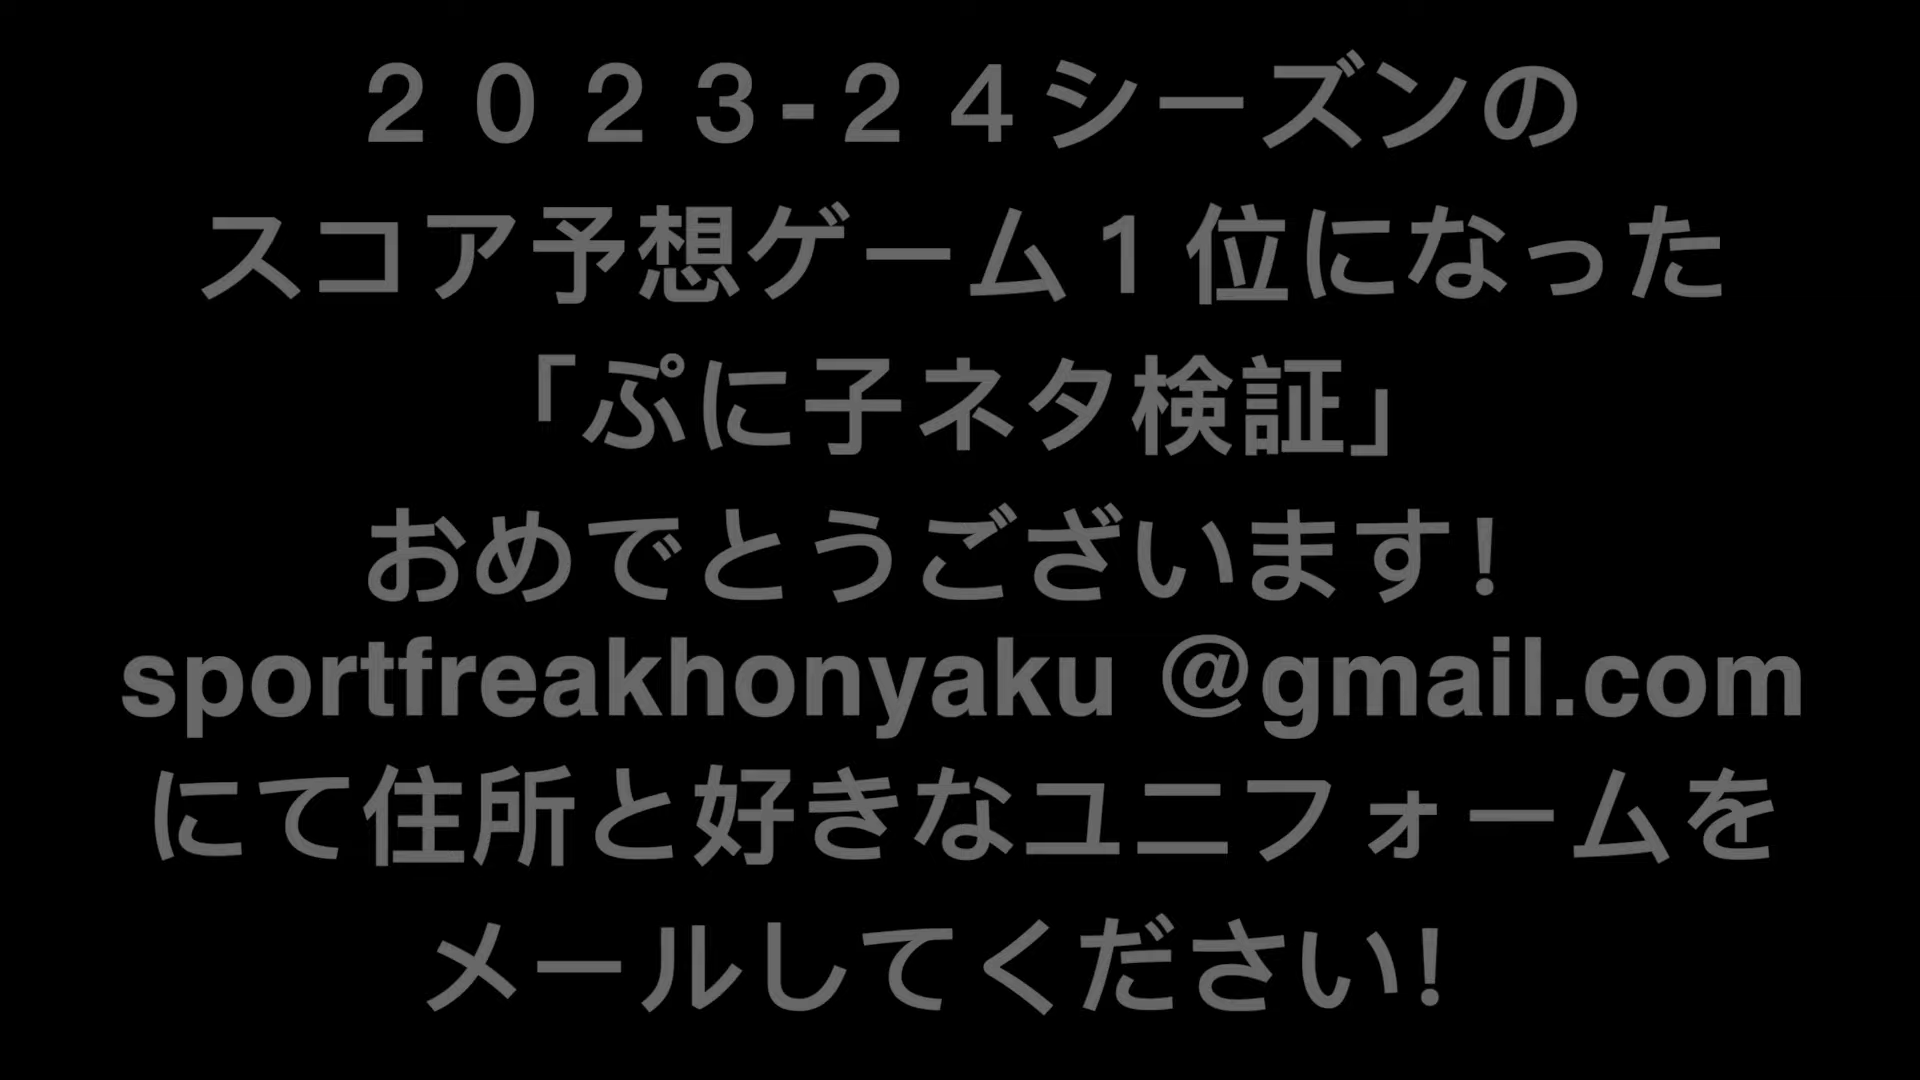 ２０２３-２４シーズンの
スコア予想ゲーム１位になった
「ぷに子ネタ検証」
おめでとうございます！
sportfreakhonyaku @gmail.com
にて住所と好きなユニフォームを
メールしてください！